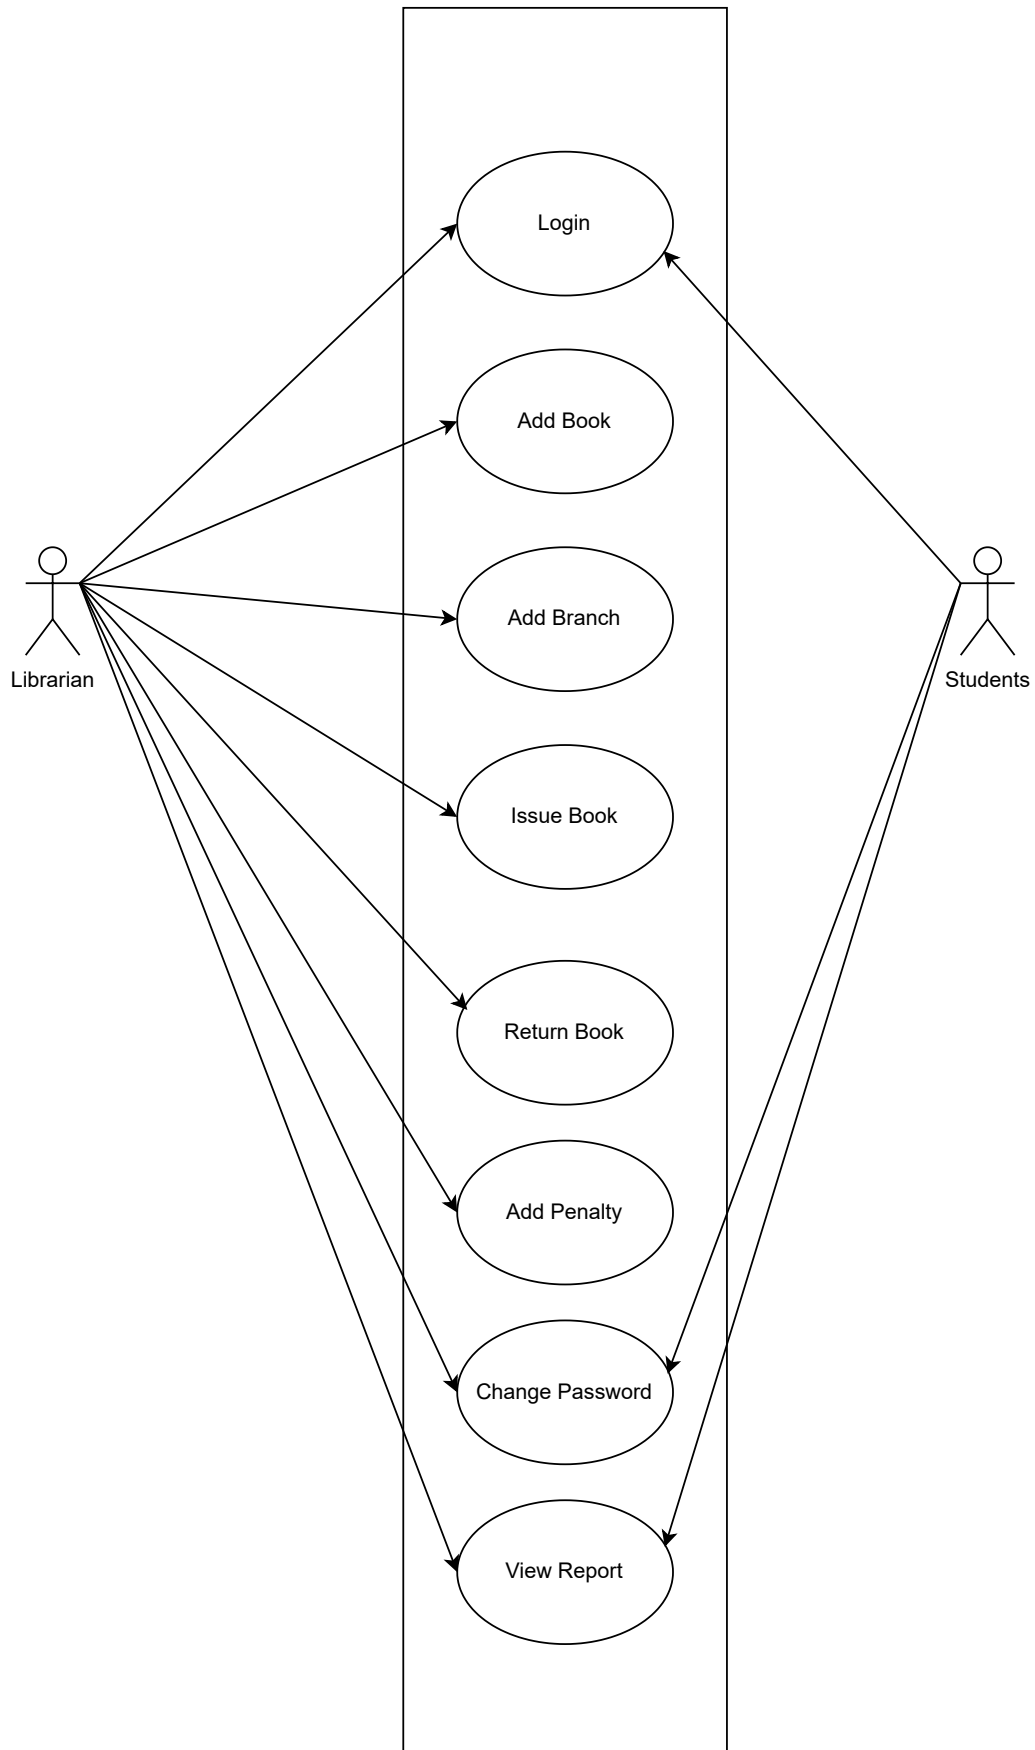 Login
Add Book
Add Branch
Librarian
Students
Issue Book
Return Book
Add Penalty
Change Password
View Report